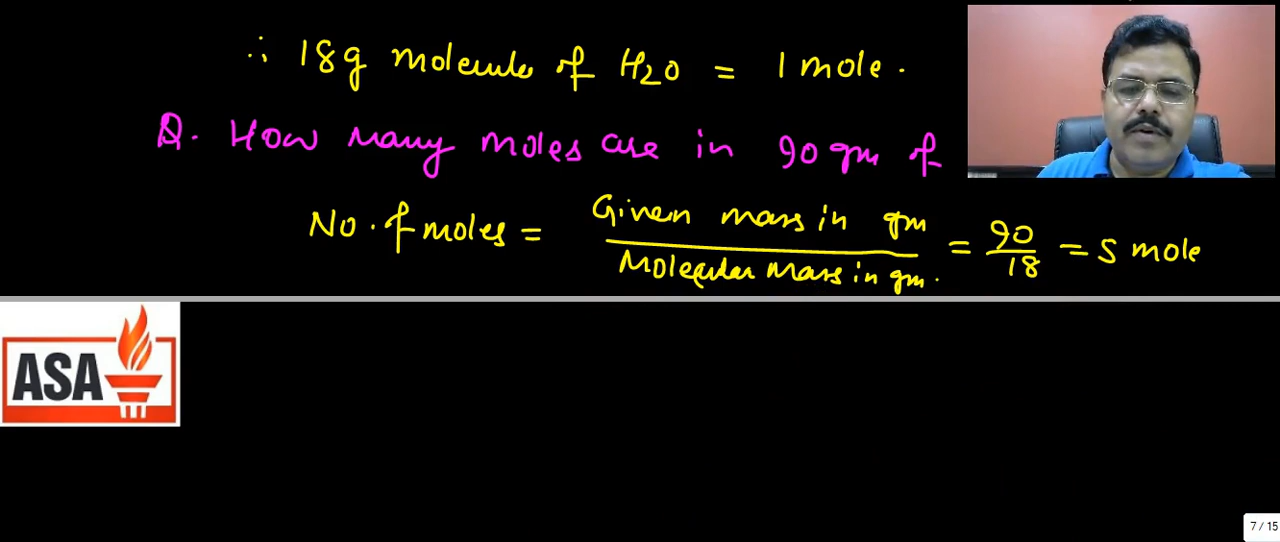 ∴ 18g molecule of H2O = 1 mole.
Q. How many moles are in 90 gm of
No. of moles = Given mass in gm / Molecular mass in gm. = 90/18 = 5 mole
ASA
7 / 15